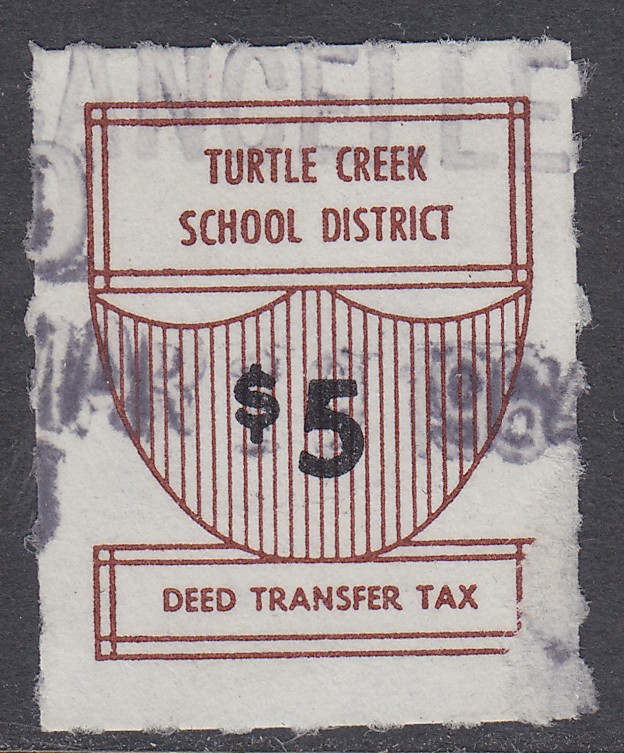 TURTLE CREEK
SCHOOL DISTRICT
$5
DEED TRANSFER TAX